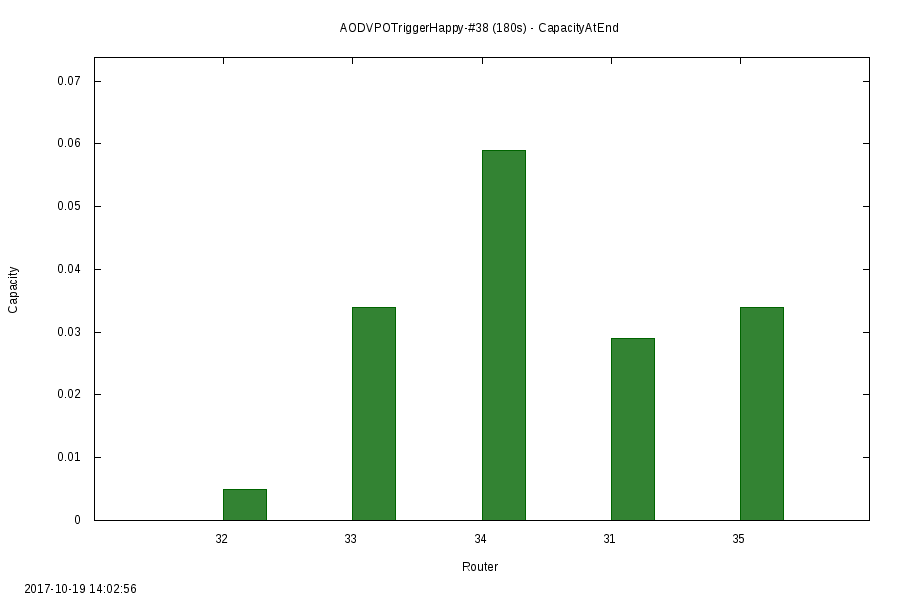 AODVPOTriggerHappy-#38 (180s) - CapacityAtEnd
0.07
0.06
0.05
0.04
0.03
0.02
0.01
0
Capacity
32 33 34 31 35
Router
2017-10-19 14:02:56